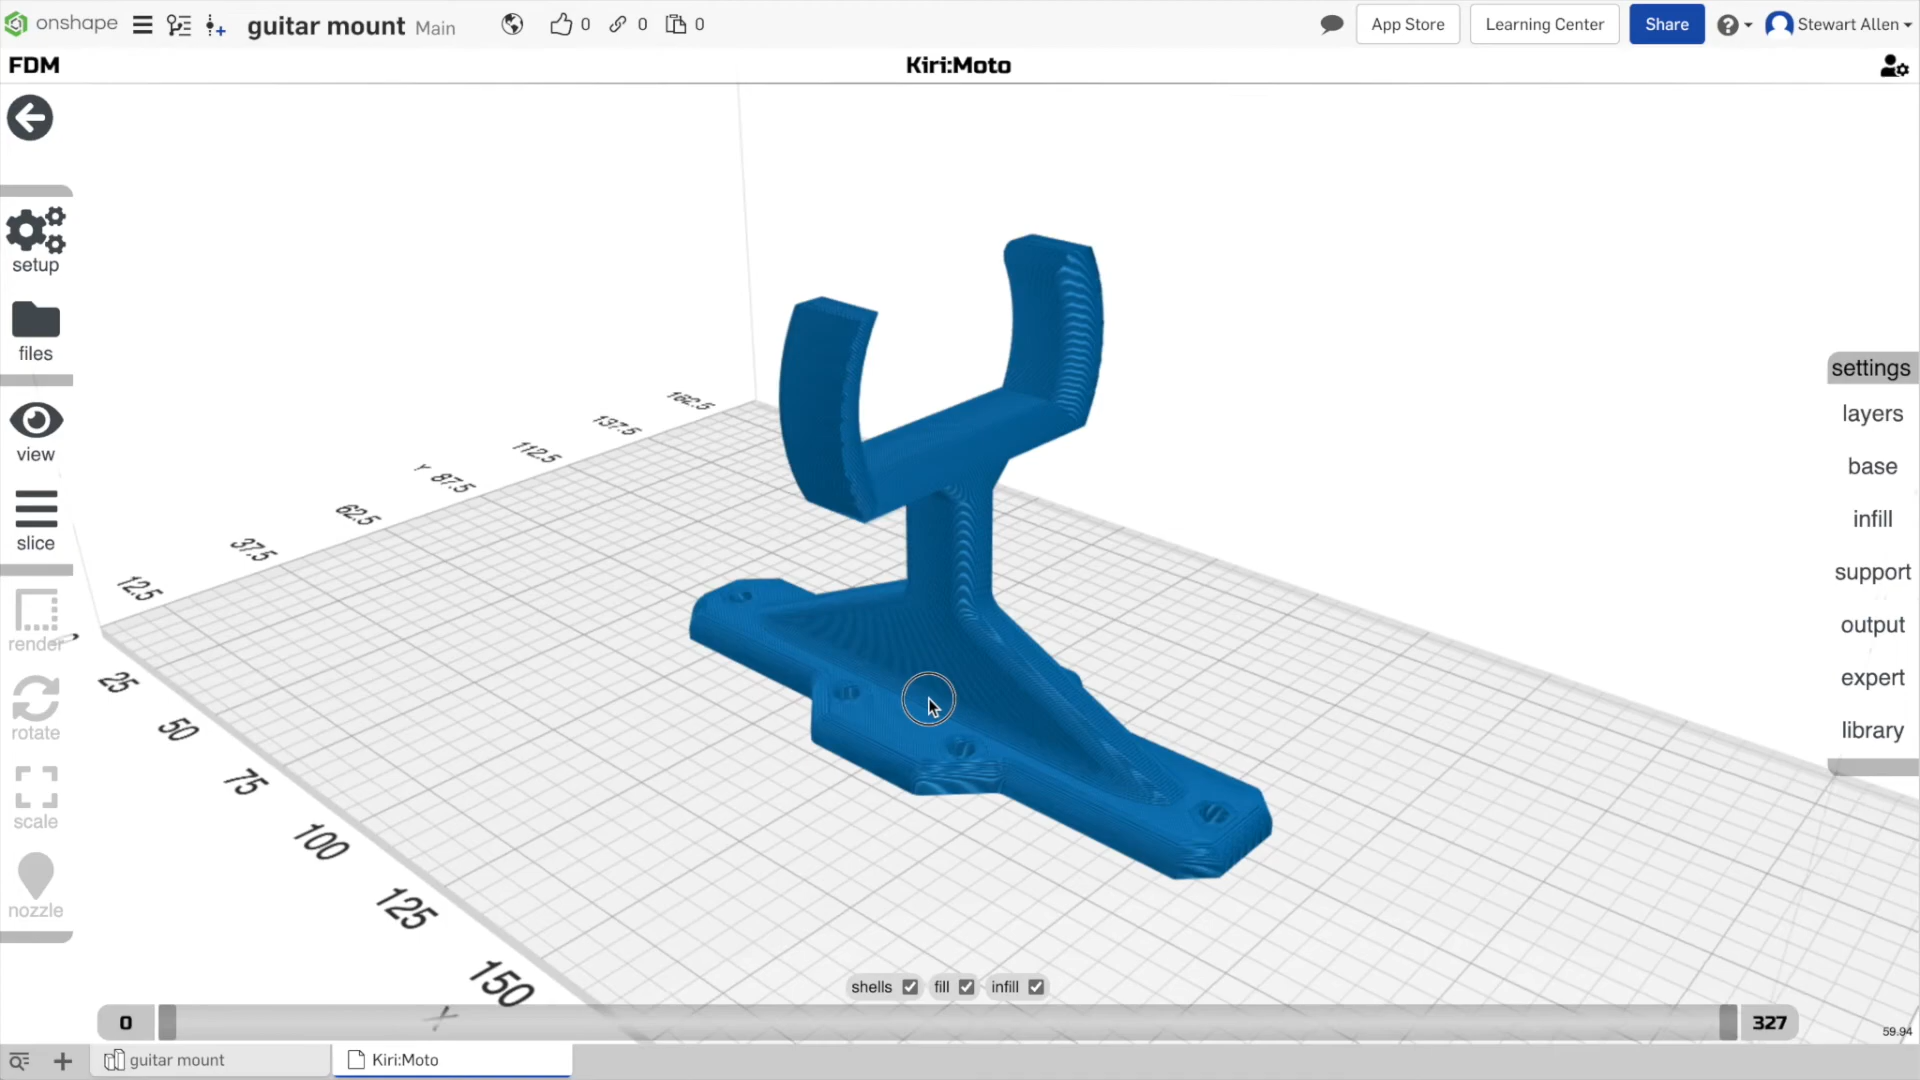 onshape guitar mount Main 0 0 0 App Store Learning Center Share Stewart Allen
FDM Kiri:Moto
setup
files
view
slice
render
rotate
scale
nozzle
162.5
137.5
112.5
Y 87.5
62.5
37.5
12.5
25
50
75
100
125
150
X
settings
layers
base
infill
support
output
expert
library
shells fill infill
0 327
59.94
guitar mount Kiri:Moto